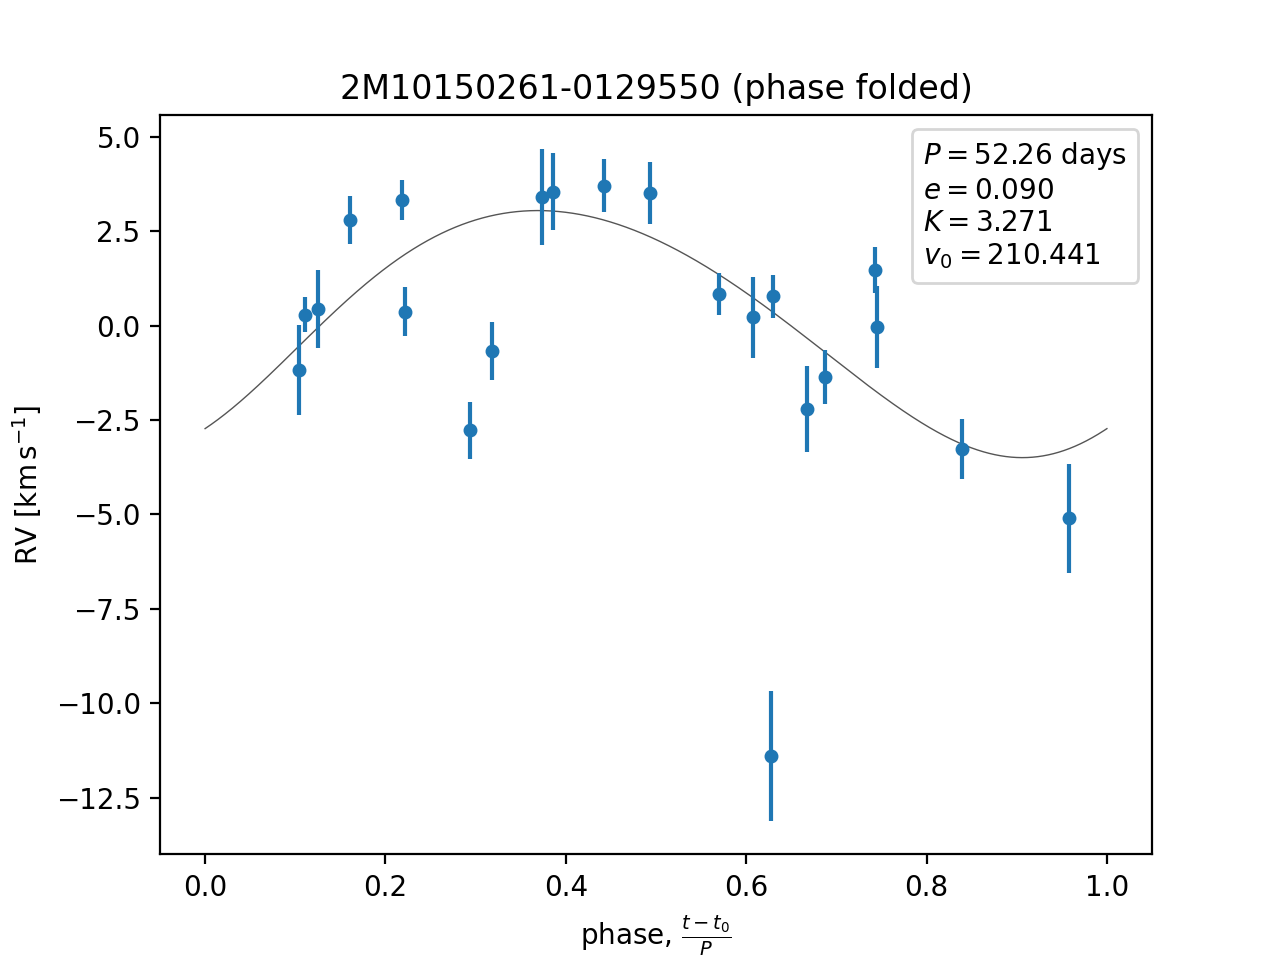 2M10150261-0129550 (phase folded)
P = 52.26 days
e = 0.090
K = 3.271
v₀ = 210.441
RV [km s⁻¹]
5.0
2.5
0.0
−2.5
−5.0
−7.5
−10.0
−12.5
0.0 0.2 0.4 0.6 0.8 1.0
phase, (t − t₀)/P